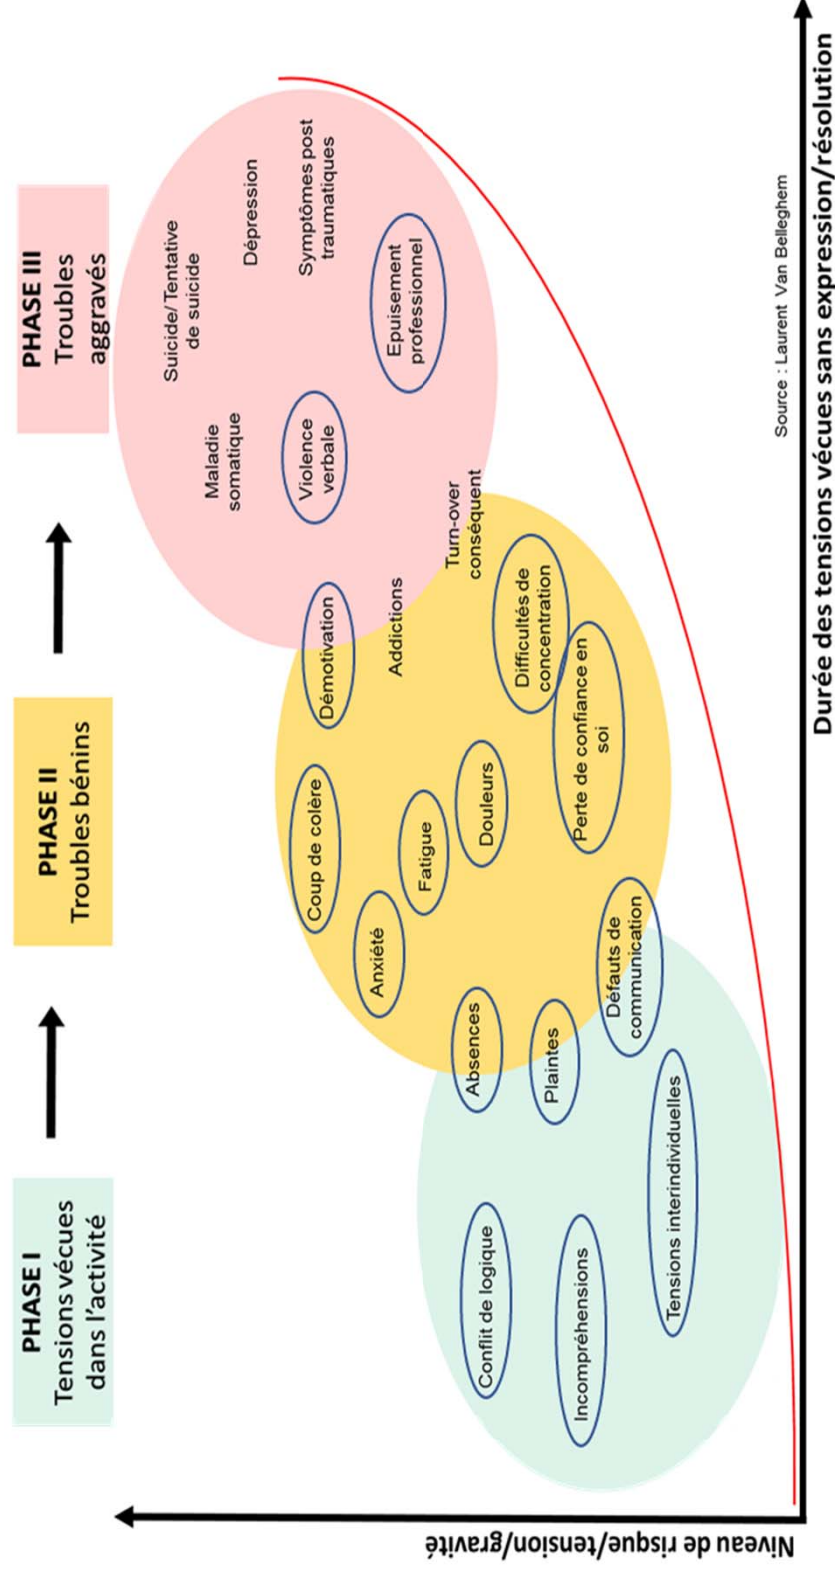 PHASE I
Tensions vécues
dans l'activité
PHASE II
Troubles bénins
PHASE III
Troubles
aggravés
Niveau de risque/tension/gravité
Conflit de logique
Incompréhensions
Tensions interindividuelles
Absences
Plaintes
Défauts de
communication
Coup de colère
Anxiété
Fatigue
Douleurs
Perte de confiance en
soi
Difficultés de
concentration
Démotivation
Addictions
Turn-over
conséquent
Suicide/Tentative
de suicide
Maladie
somatique
Dépression
Violence
verbale
Symptômes post
traumatiques
Epuisement
professionnel
Source : Laurent Van Belleghem
Durée des tensions vécues sans expression/résolution